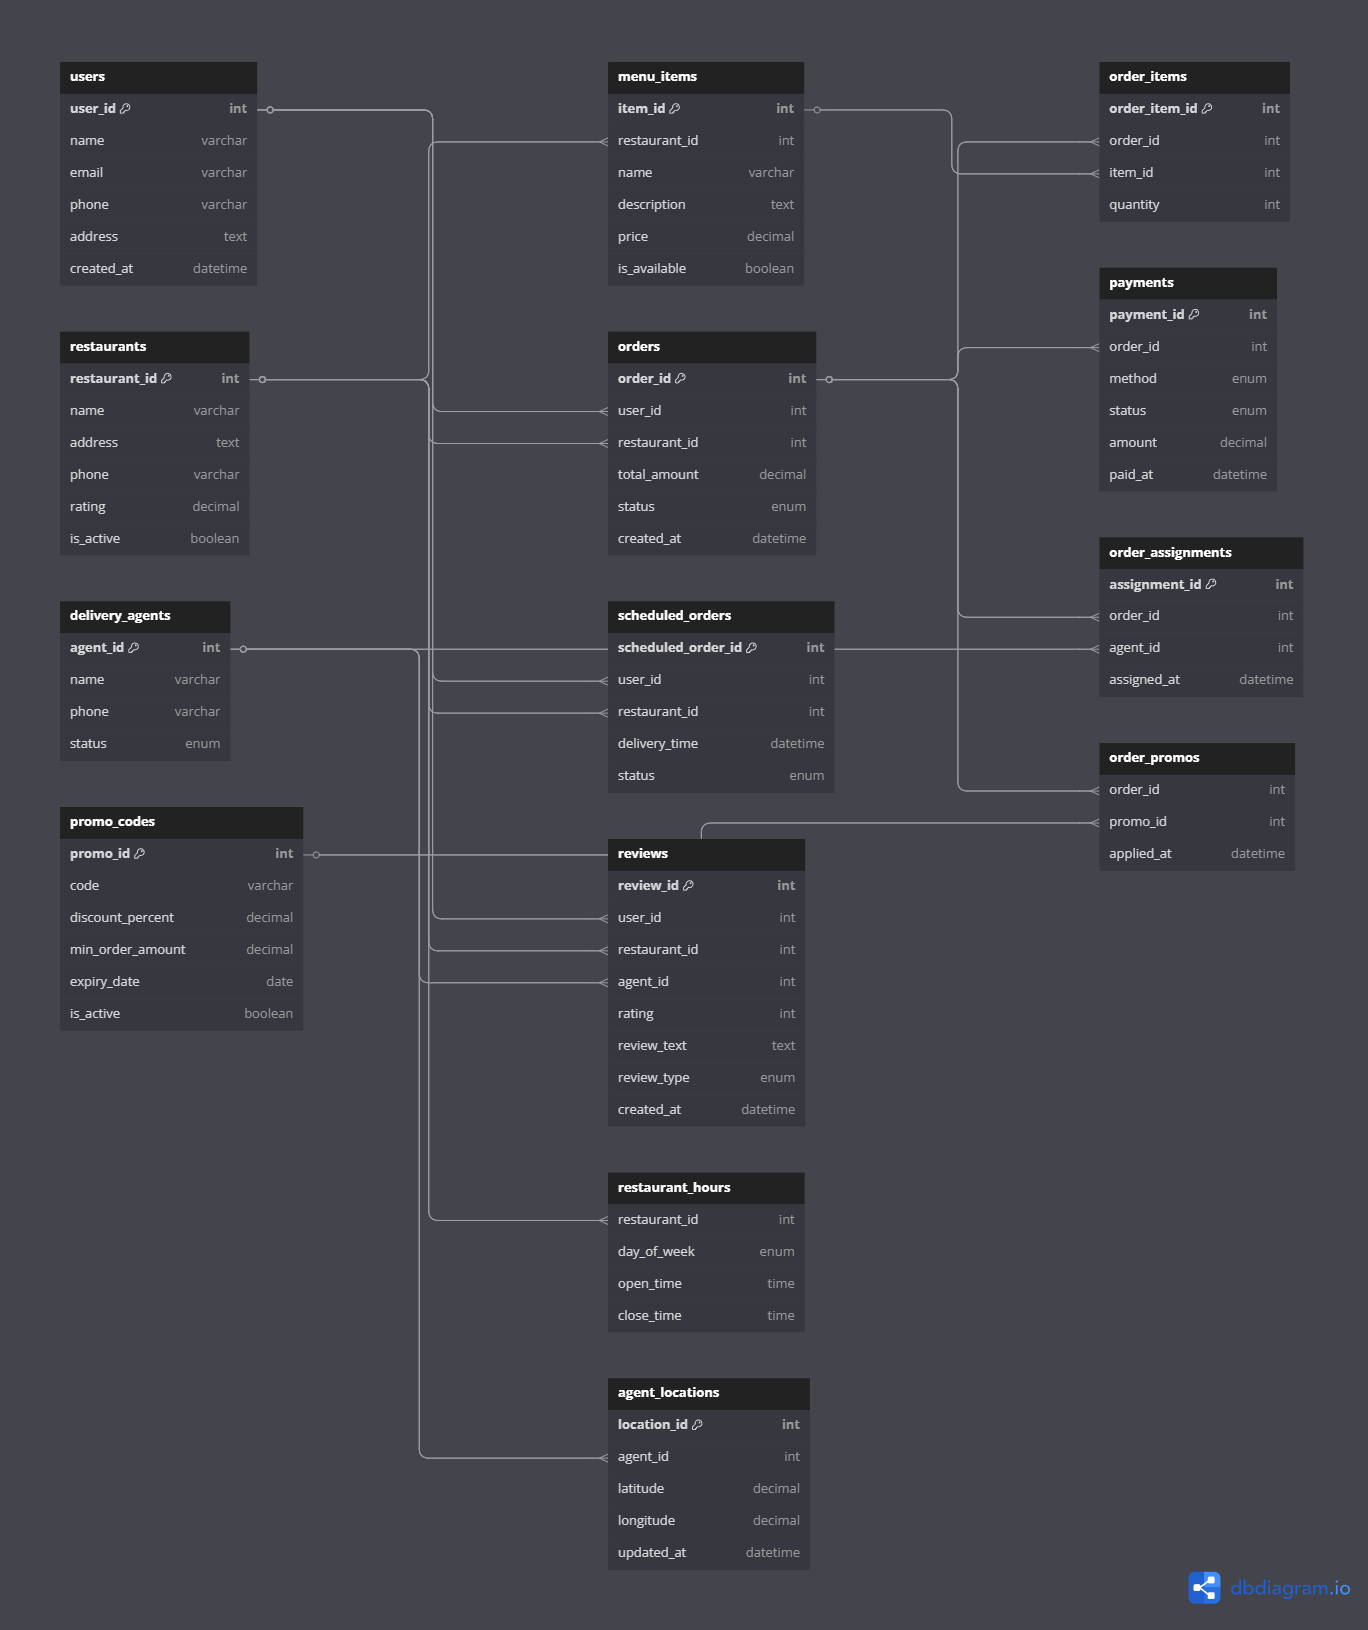 users
user_id int
name varchar
email varchar
phone varchar
address text
created_at datetime
restaurants
restaurant_id int
name varchar
address text
phone varchar
rating decimal
is_active boolean
delivery_agents
agent_id int
name varchar
phone varchar
status enum
promo_codes
promo_id int
code varchar
discount_percent decimal
min_order_amount decimal
expiry_date date
is_active boolean
menu_items
item_id int
restaurant_id int
name varchar
description text
price decimal
is_available boolean
orders
order_id int
user_id int
restaurant_id int
total_amount decimal
status enum
created_at datetime
scheduled_orders
scheduled_order_id int
user_id int
restaurant_id int
delivery_time datetime
status enum
reviews
review_id int
user_id int
restaurant_id int
agent_id int
rating int
review_text text
review_type enum
created_at datetime
restaurant_hours
restaurant_id int
day_of_week enum
open_time time
close_time time
agent_locations
location_id int
agent_id int
latitude decimal
longitude decimal
updated_at datetime
order_items
order_item_id int
order_id int
item_id int
quantity int
payments
payment_id int
order_id int
method enum
status enum
amount decimal
paid_at datetime
order_assignments
assignment_id int
order_id int
agent_id int
assigned_at datetime
order_promos
order_id int
promo_id int
applied_at datetime
dbdiagram.io